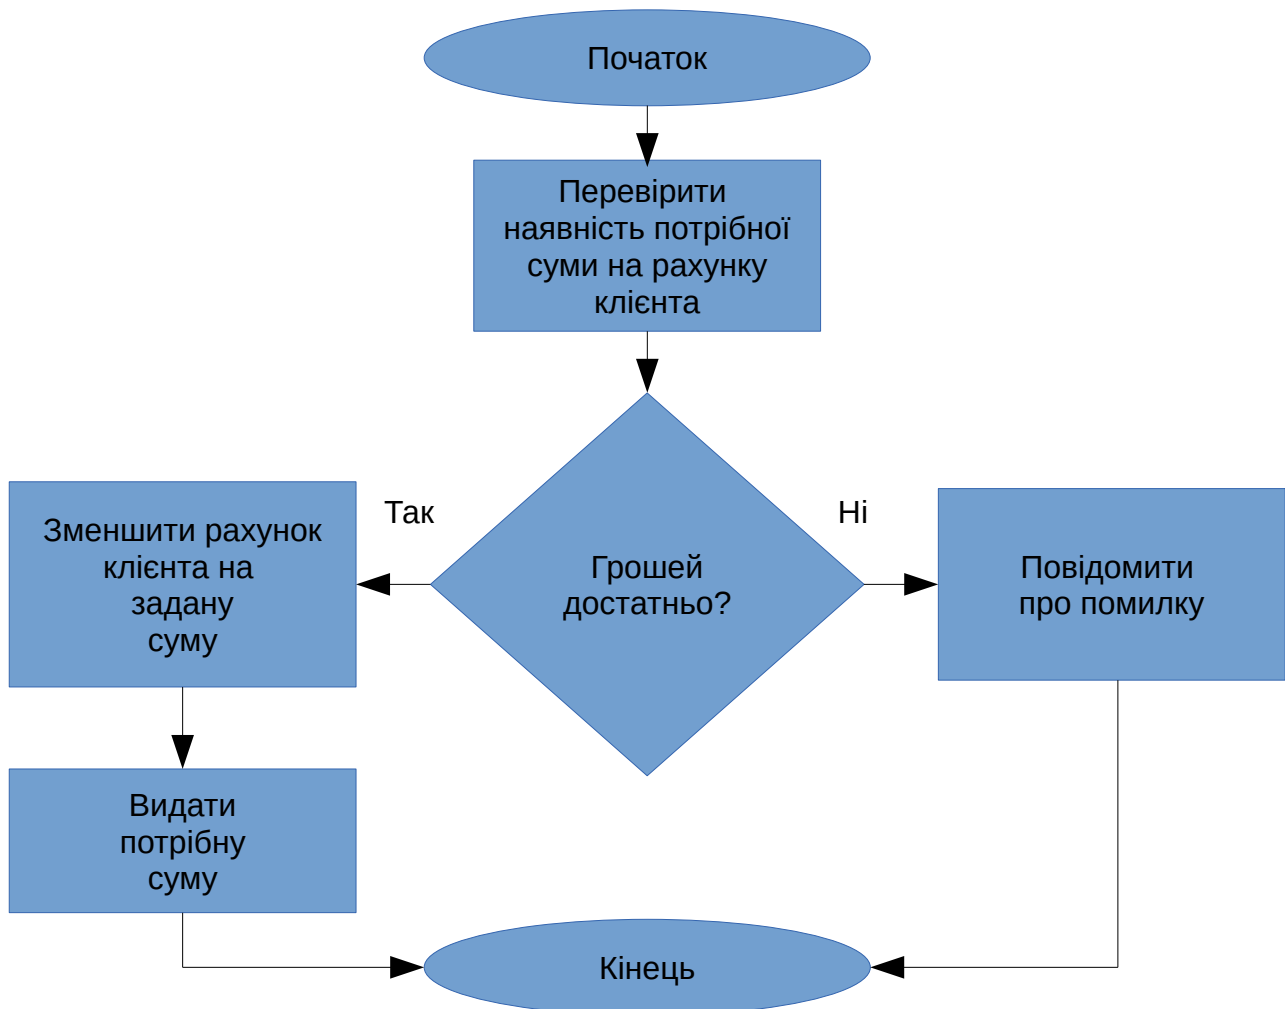 Початок
Перевірити
наявність потрібної
суми на рахунку
клієнта
Так
Ні
Зменшити рахунок
клієнта на
задану
суму
Грошей
достатньо?
Повідомити
про помилку
Видати
потрібну
суму
Кінець